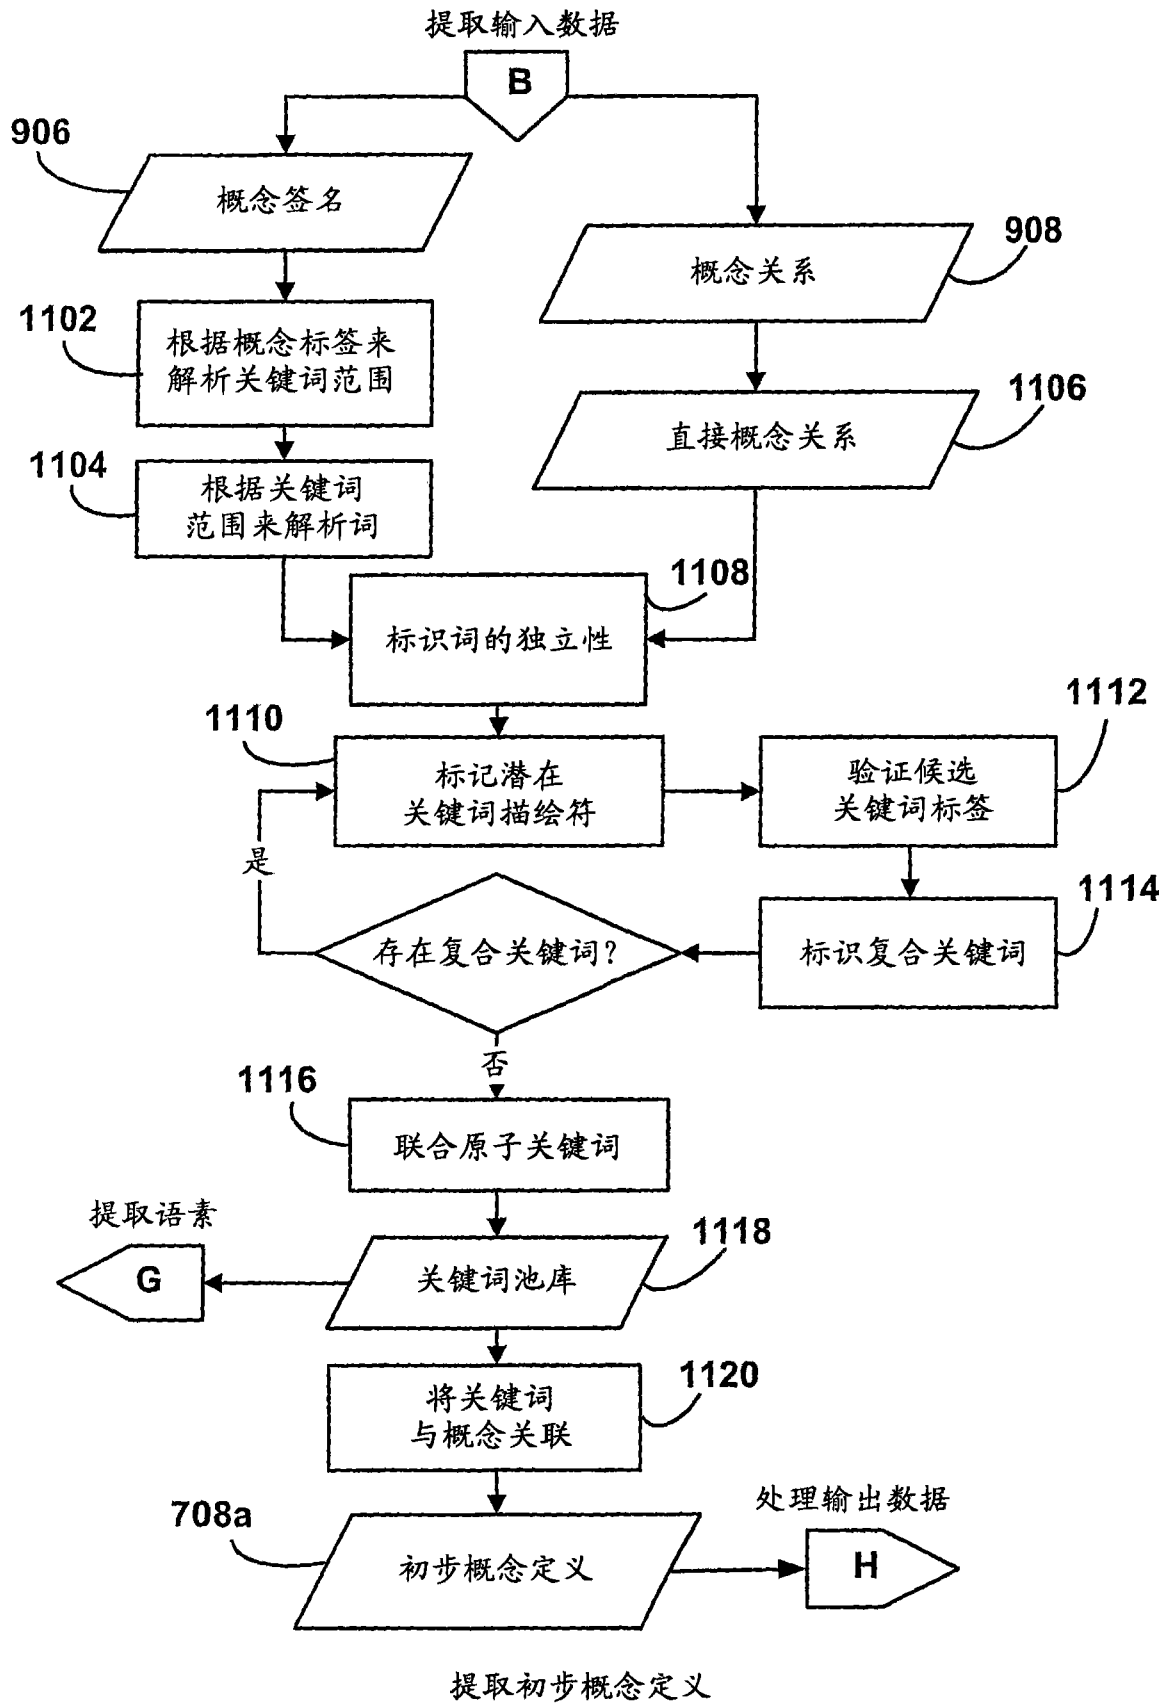 提取输入数据
B
906
概念签名
908
概念关系
1102
根据概念标签来
解析关键词范围
1106
直接概念关系
1104
根据关键词
范围来解析词
1108
标识词的独立性
1110
标记潜在
关键词描绘符
1112
验证候选
关键词标签
是
1114
标识复合关键词
存在复合关键词?
否
1116
联合原子关键词
提取语素
G
1118
关键词池库
1120
将关键词
与概念关联
708a
初步概念定义
处理输出数据
H
提取初步概念定义